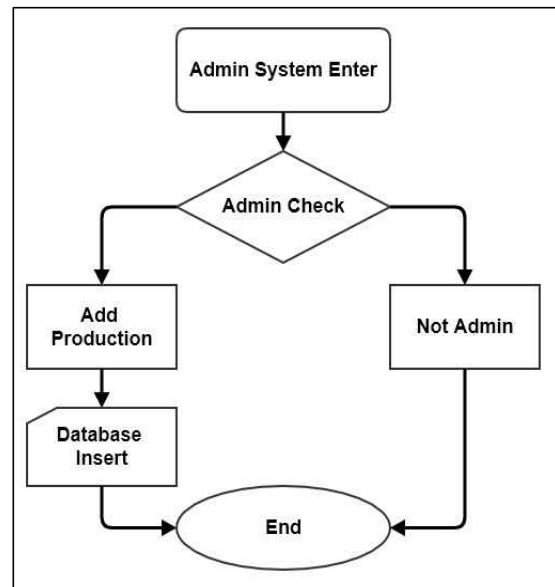 Admin System Enter
Admin Check
Add
Production
Not Admin
Database
Insert
End